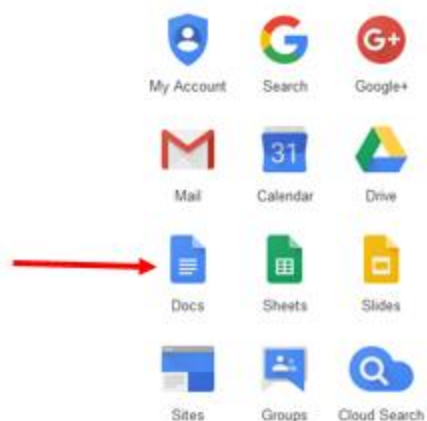 G+
My Account Search Google+
31
Mail Calendar Drive
Docs Sheets Slides
Sites Groups Cloud Search